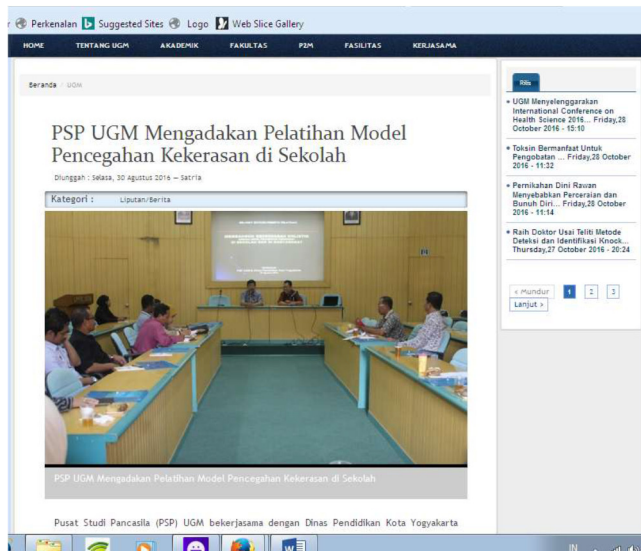 Perkenalan Suggested Sites Logo Web Slice Gallery
HOME TENTANG UGM AKADEMIK FAKULTAS P2M FASILITAS KERJASAMA
Beranda / UGM
PSP UGM Mengadakan Pelatihan Model
Pencegahan Kekerasan di Sekolah
Diunggah : Selasa, 30 Agustus 2016 — Satria
Kategori : Liputan/Berita
PSP UGM Mengadakan Pelatihan Model Pencegahan Kekerasan di Sekolah
Pusat Studi Pancasila (PSP) UGM bekerjasama dengan Dinas Pendidikan Kota Yogyakarta
Rilis
UGM Menyelenggarakan
International Conference on
Health Science 2016... Friday,28
October 2016 - 15:10
Toksin Bermanfaat Untuk
Pengobatan ... Friday,28 October
2016 - 11:32
Pernikahan Dini Rawan
Menyebabkan Perceraian dan
Bunuh Diri... Friday,28 October
2016 - 11:14
Raih Doktor Usai Teliti Metode
Deteksi dan Identifikasi Knock...
Thursday,27 October 2016 - 20:24
< Mundur 1 2 3
Lanjut >
IN